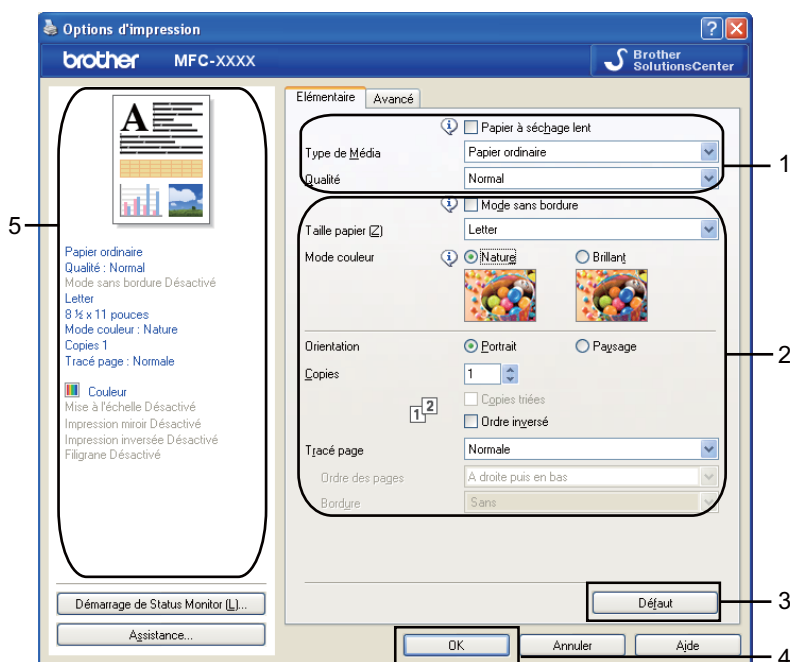 Options d'impression
brother MFC-XXXX
Brother
SolutionsCenter
A
5
Papier ordinaire
Qualité : Normal
Mode sans bordure Désactivé
Letter
8 ½ x 11 pouces
Mode couleur : Nature
Copies 1
Tracé page : Normale
Couleur
Mise à l'échelle Désactivé
Impression miroir Désactivé
Impression inversée Désactivé
Filigrane Désactivé
Démarrage de Status Monitor (L)...
Assistance...
Elémentaire Avancé
Papier à séchage lent
Type de Média Papier ordinaire
Qualité Normal
1
Mode sans bordure
Taille papier (Z) Letter
Mode couleur Nature Brillant
Orientation Portrait Paysage
2
Copies 1
Copies triées
1 2
Ordre inversé
Tracé page Normale
Ordre des pages A droite puis en bas
Bordure Sans
Défaut
3
OK Annuler Aide
4